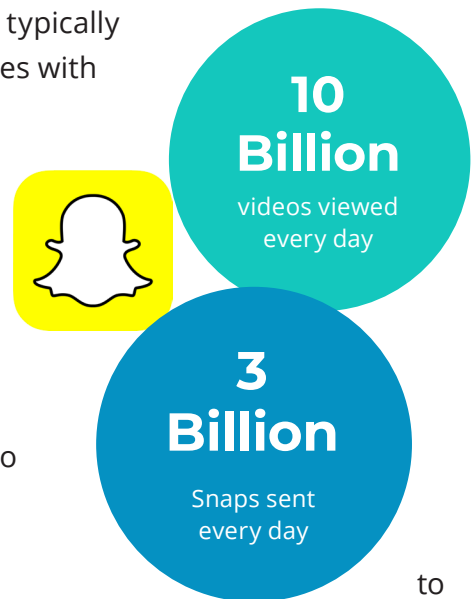 typically
es with
10
Billion
videos viewed
every day
3
Billion
o
Snaps sent
every day
to